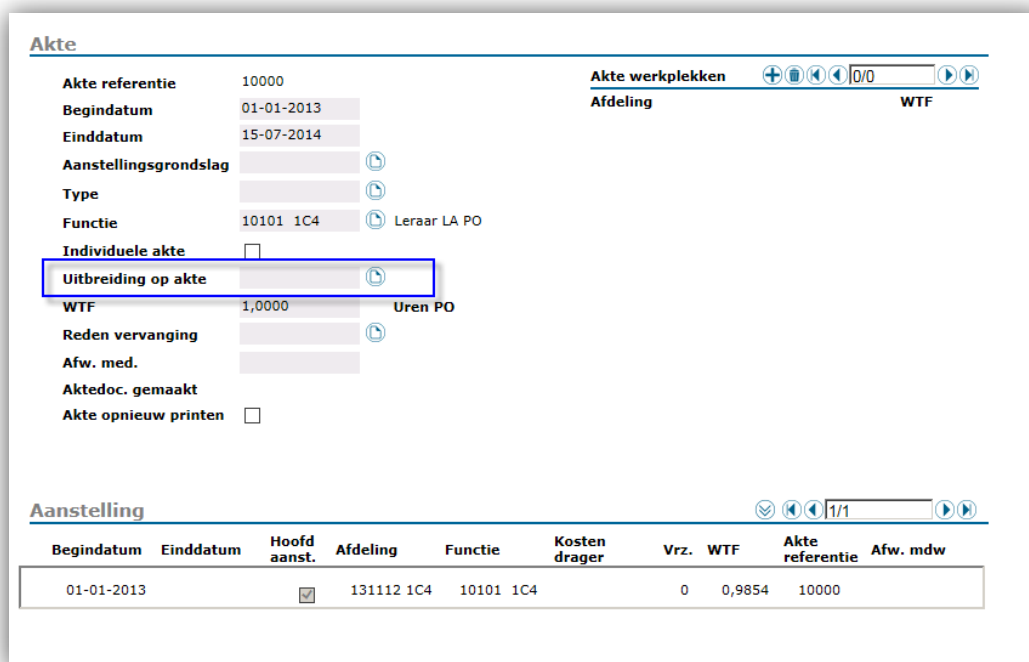 Akte
Akte referentie 10000
Begindatum 01-01-2013
Einddatum 15-07-2014
Aanstellingsgrondslag
Type
Functie 10101 1C4 Leraar LA PO
Individuele akte
Uitbreiding op akte
WTF 1,0000 Uren PO
Reden vervanging
Afw. med.
Aktedoc. gemaakt
Akte opnieuw printen
Akte werkplekken 0/0
Afdeling WTF
Aanstelling 1/1
Begindatum Einddatum Hoofd aanst. Afdeling Functie Kosten drager Vrz. WTF Akte referentie Afw. mdw
01-01-2013 131112 1C4 10101 1C4 0 0,9854 10000